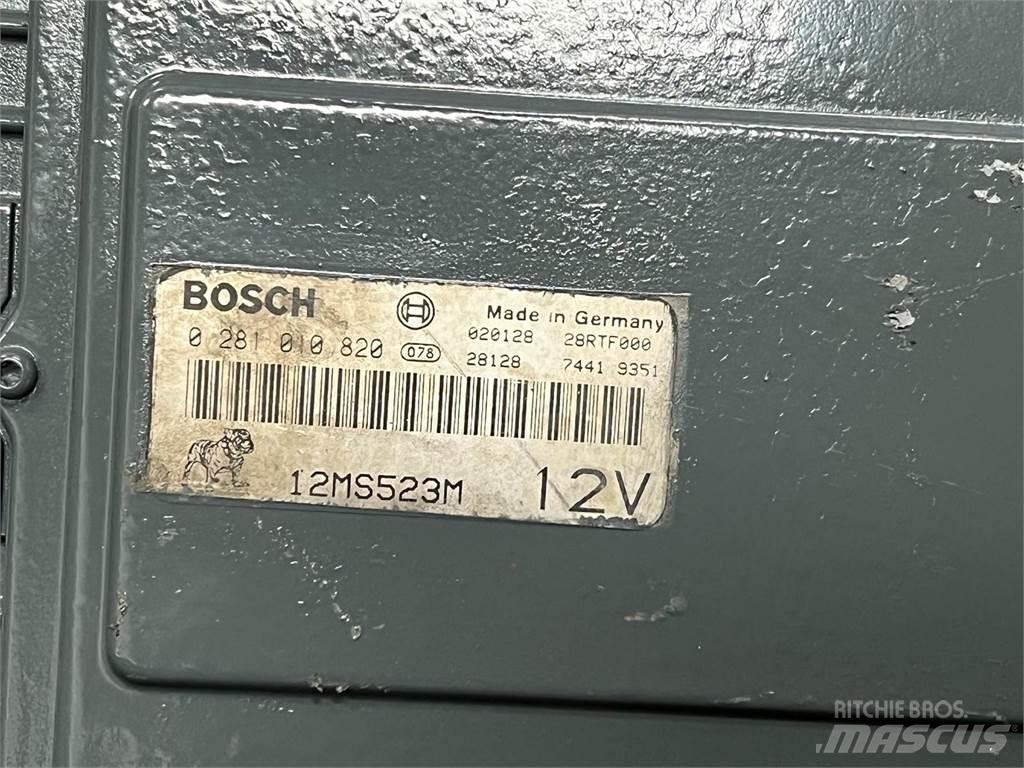 BOSCH
Made in Germany
0 281 010 820 078
020128 28RTF000
28128 7441 9351
12MS523M 12V
RITCHIE BROS.
MASCUS